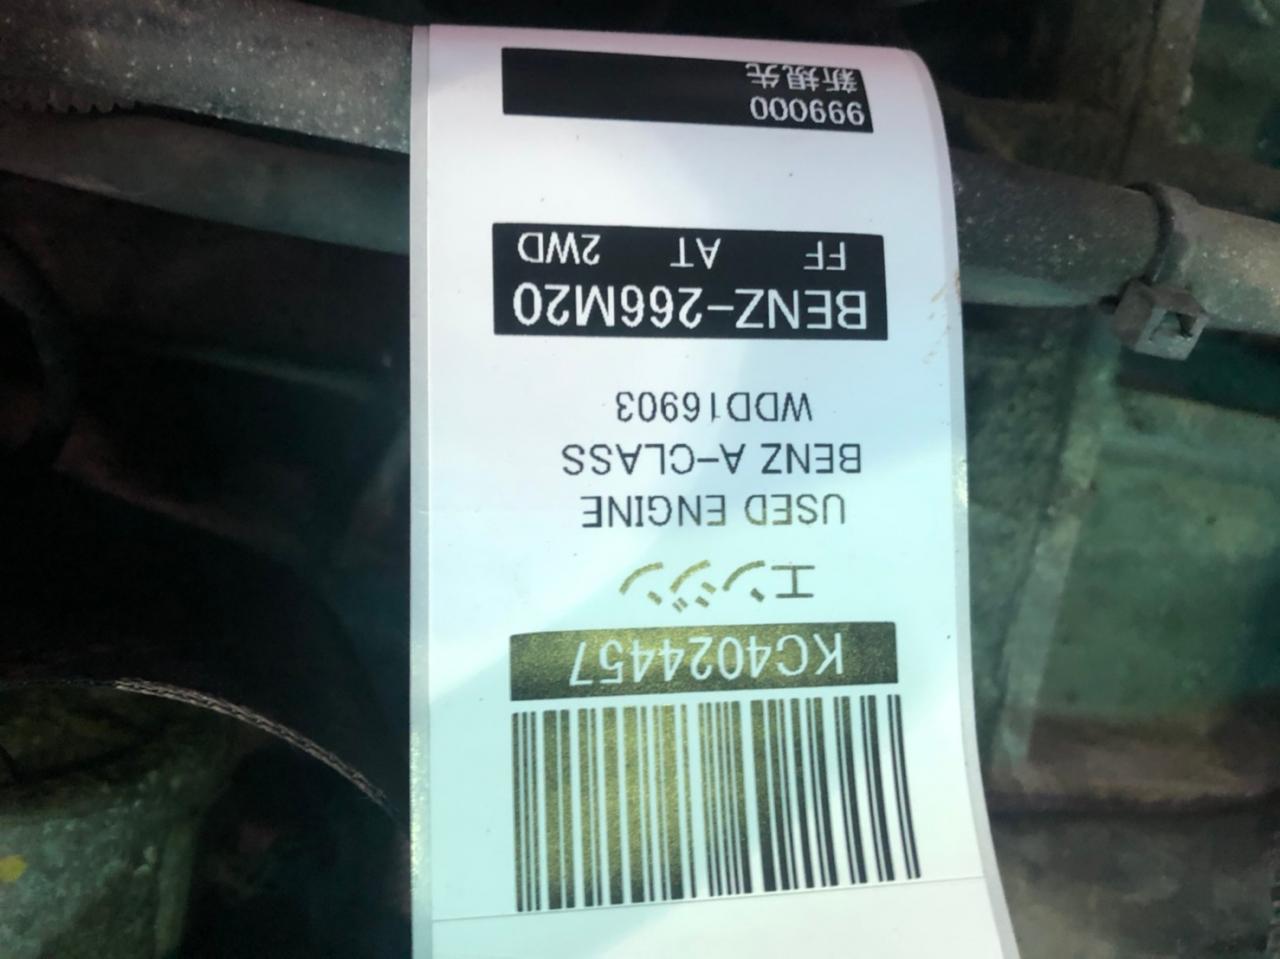 KC4024457
エンジン
USED ENGINE
BENZ A-CLASS
WDD16903
BENZ-266M20
FF AT 2WD
999000
新規先